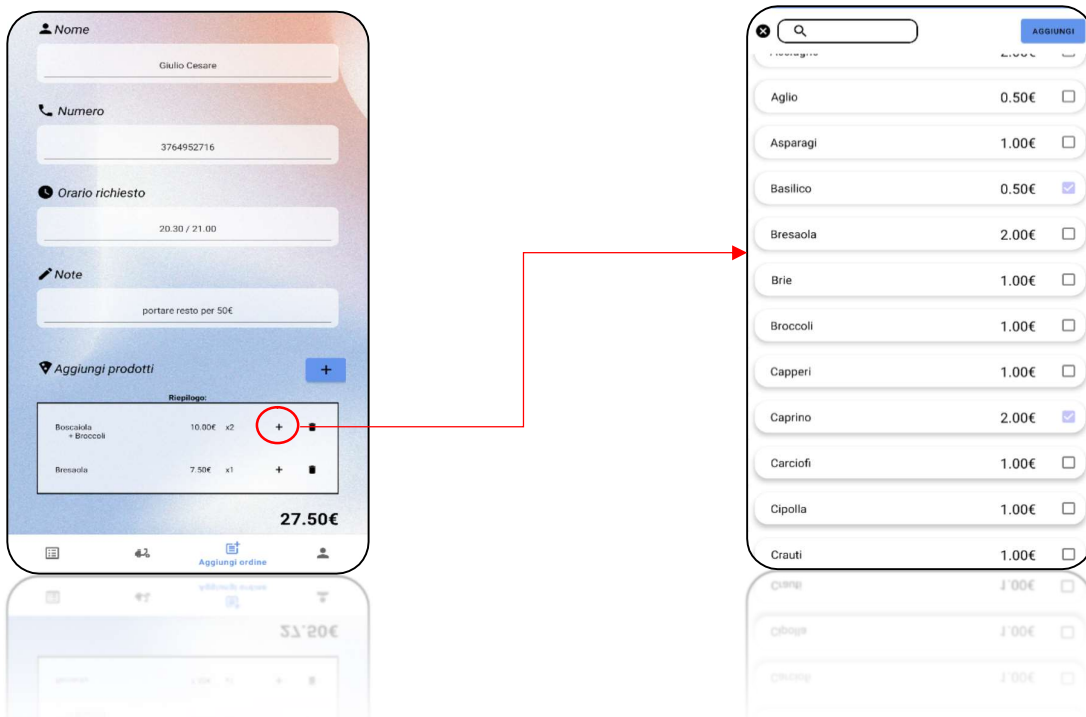 Nome
Giulio Cesare
Numero
3764952716
Orario richiesto
20.30 / 21.00
Note
portare resto per 50€
Aggiungi prodotti
+
Riepilogo:
Boscaiola 10.00€ x2 +
+ Broccoli
Bresaola 7.50€ x1 +
27.50€
Aggiungi ordine
AGGIUNGI
Aglio 0.50€
Asparagi 1.00€
Basilico 0.50€
Bresaola 2.00€
Brie 1.00€
Broccoli 1.00€
Capperi 1.00€
Caprino 2.00€
Carciofi 1.00€
Cipolla 1.00€
Crauti 1.00€